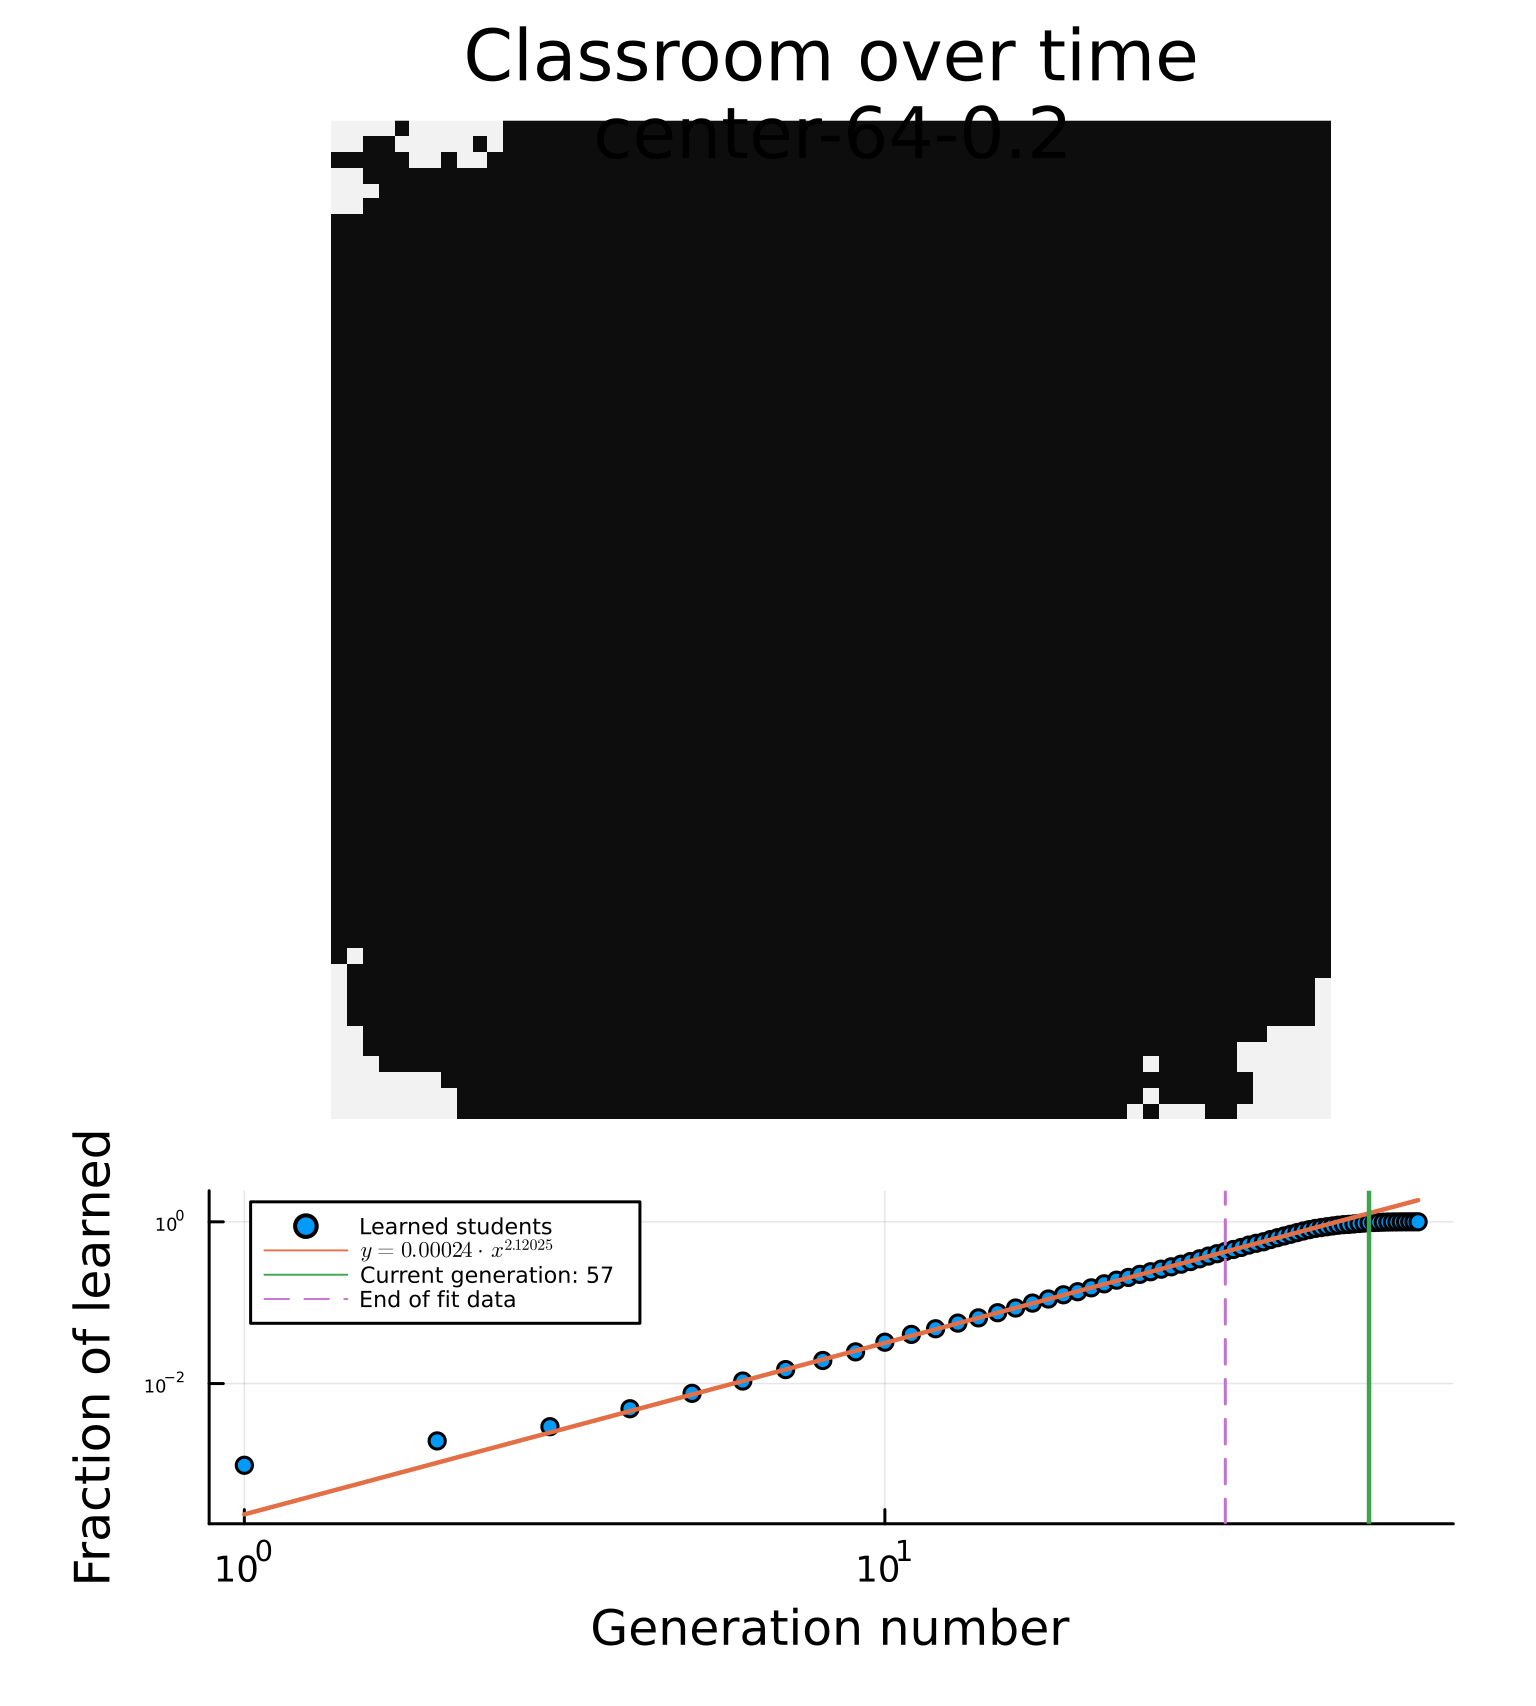 Classroom over time
center-64-0.2
Fraction of learned
10⁰
10⁻²
Learned students
y = 0.00024 · x^2.12025
Current generation: 57
End of fit data
10⁰ 10¹
Generation number